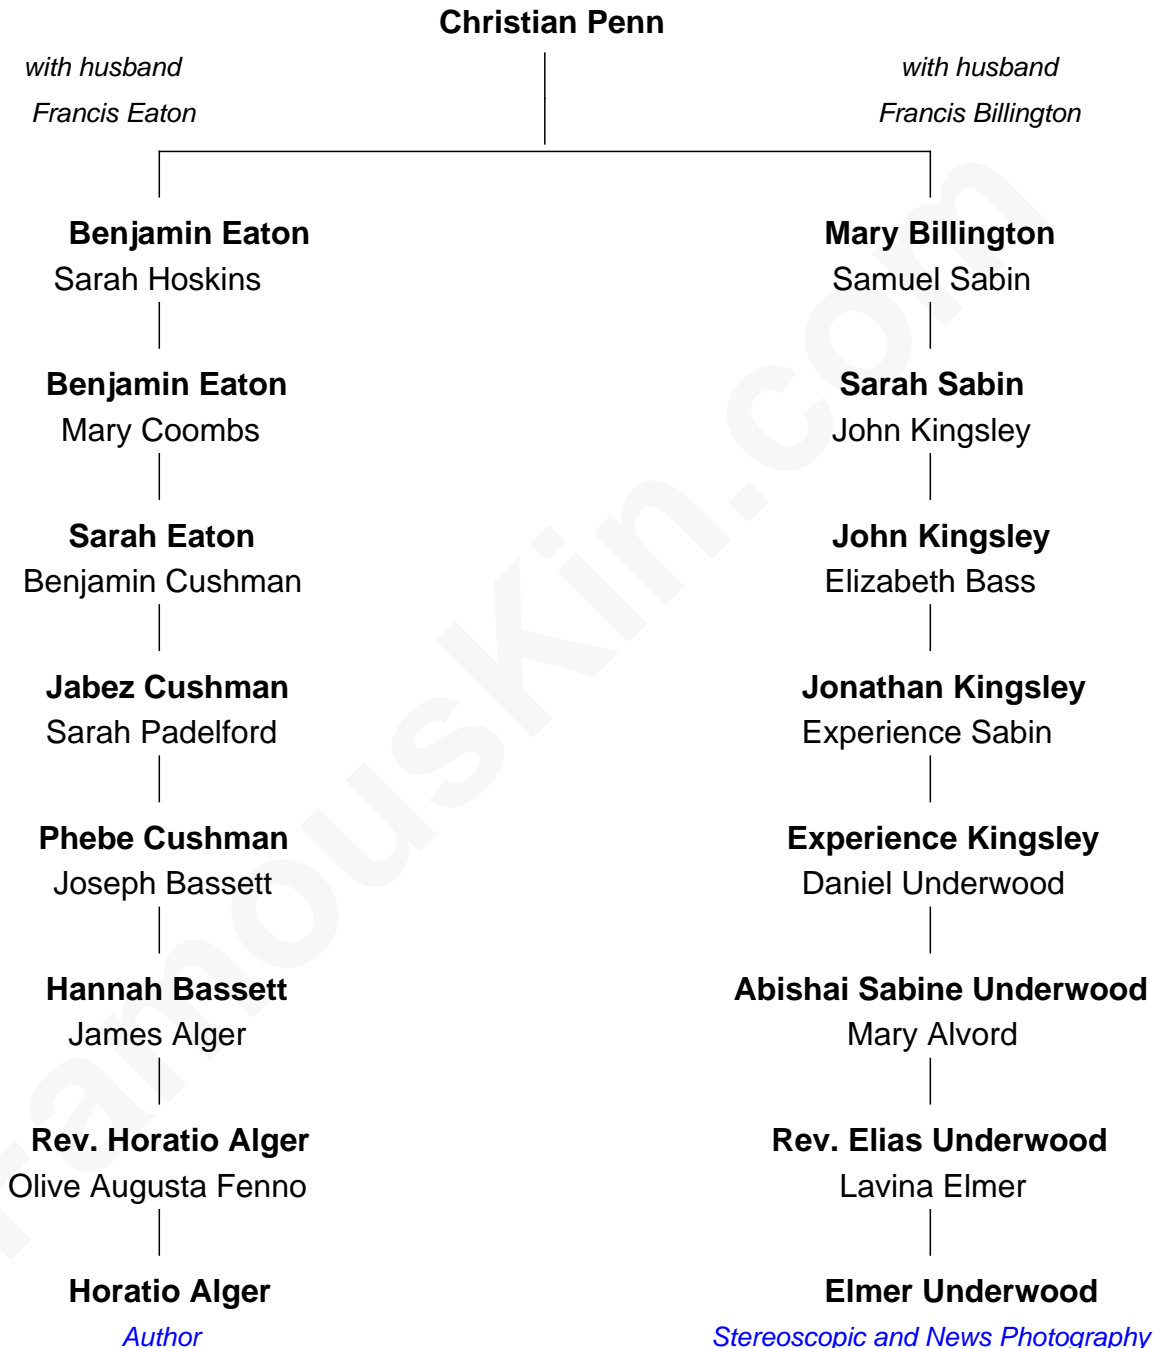 Christian Penn
with husband
Francis Eaton
with husband
Francis Billington
Benjamin Eaton
Sarah Hoskins
Mary Billington
Samuel Sabin
Benjamin Eaton
Mary Coombs
Sarah Sabin
John Kingsley
Sarah Eaton
Benjamin Cushman
John Kingsley
Elizabeth Bass
Jabez Cushman
Sarah Padelford
Jonathan Kingsley
Experience Sabin
Phebe Cushman
Joseph Bassett
Experience Kingsley
Daniel Underwood
Hannah Bassett
James Alger
Abishai Sabine Underwood
Mary Alvord
Rev. Horatio Alger
Olive Augusta Fenno
Rev. Elias Underwood
Lavina Elmer
Horatio Alger
Author
Elmer Underwood
Stereoscopic and News Photography
FamousKin.com